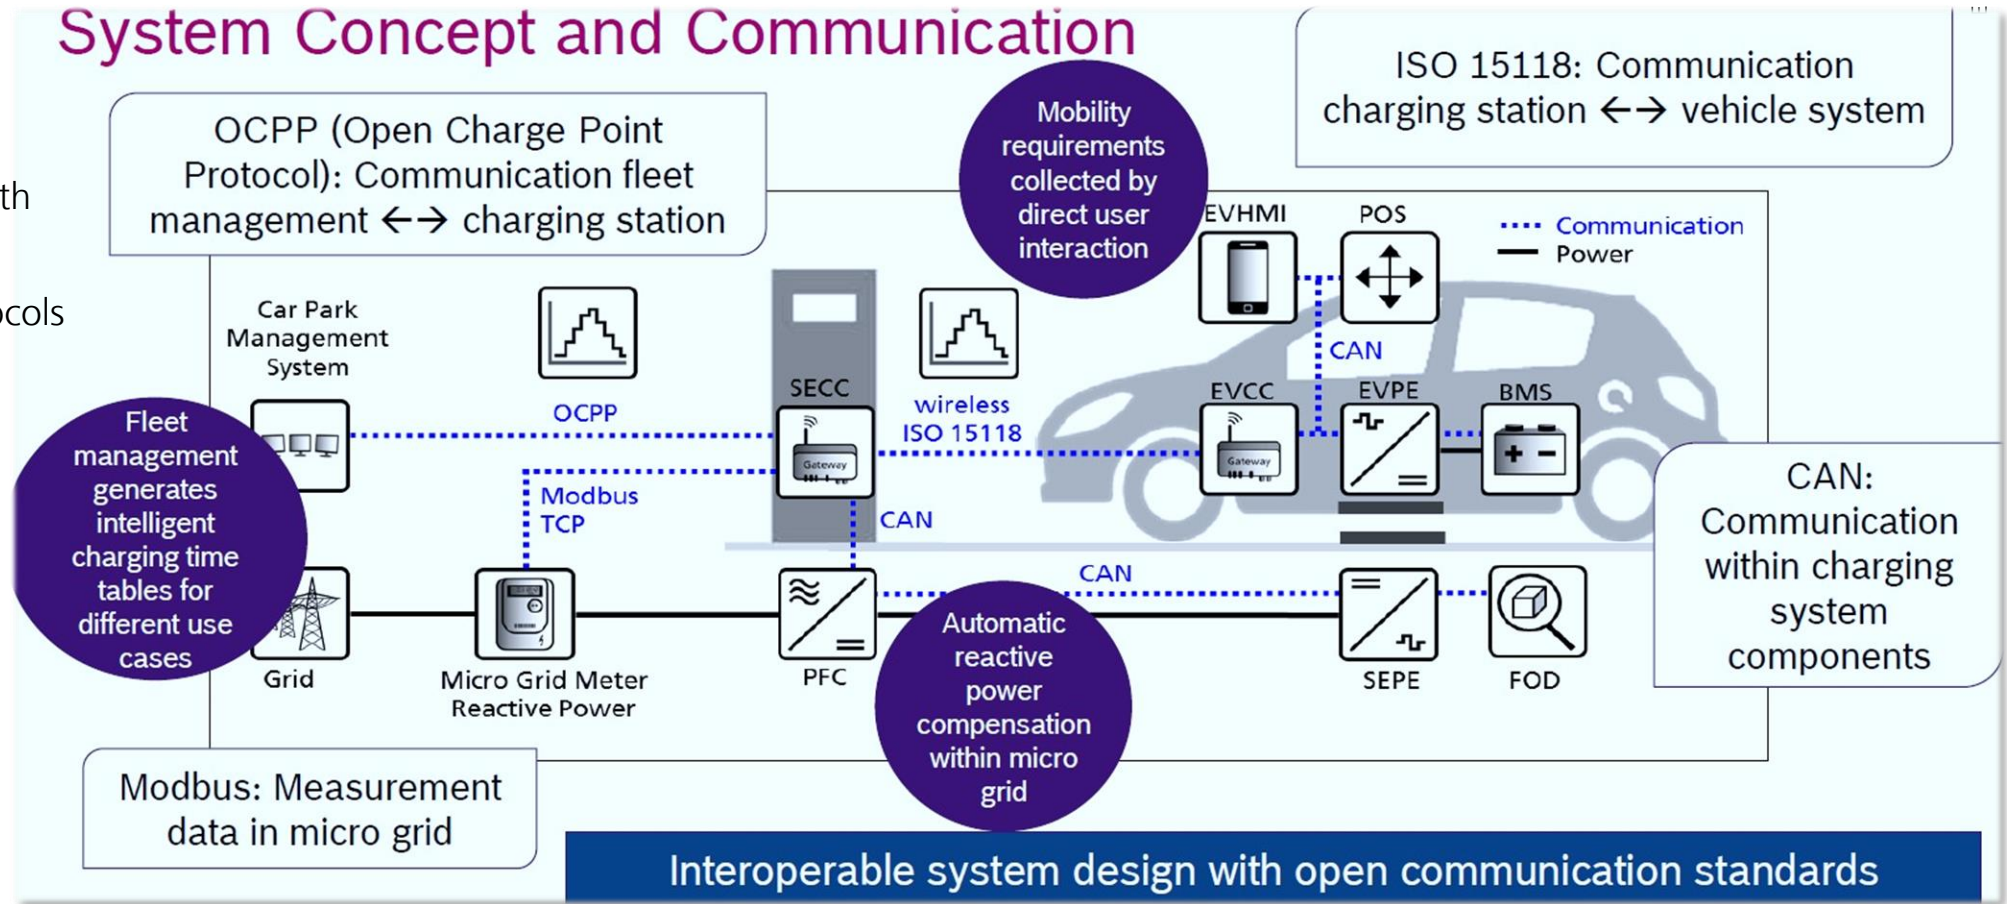 System Concept and Communication
ISO 15118: Communication
charging station ←→ vehicle system
OCPP (Open Charge Point
Protocol): Communication fleet
management ←→ charging station
Mobility
requirements
collected by
direct user
interaction
th
ocols
EVHMI
POS
Communication
Power
Car Park
Management
System
SECC
OCPP
wireless
ISO 15118
CAN
EVCC
EVPE
BMS
Gateway
Gateway
Fleet
management
generates
intelligent
charging time
tables for
different use
cases
Modbus
TCP
CAN
CAN:
Communication
within charging
system
components
CAN
Grid
Micro Grid Meter
Reactive Power
PFC
Automatic
reactive
power
compensation
within micro
grid
SEPE
FOD
Modbus: Measurement
data in micro grid
Interoperable system design with open communication standards